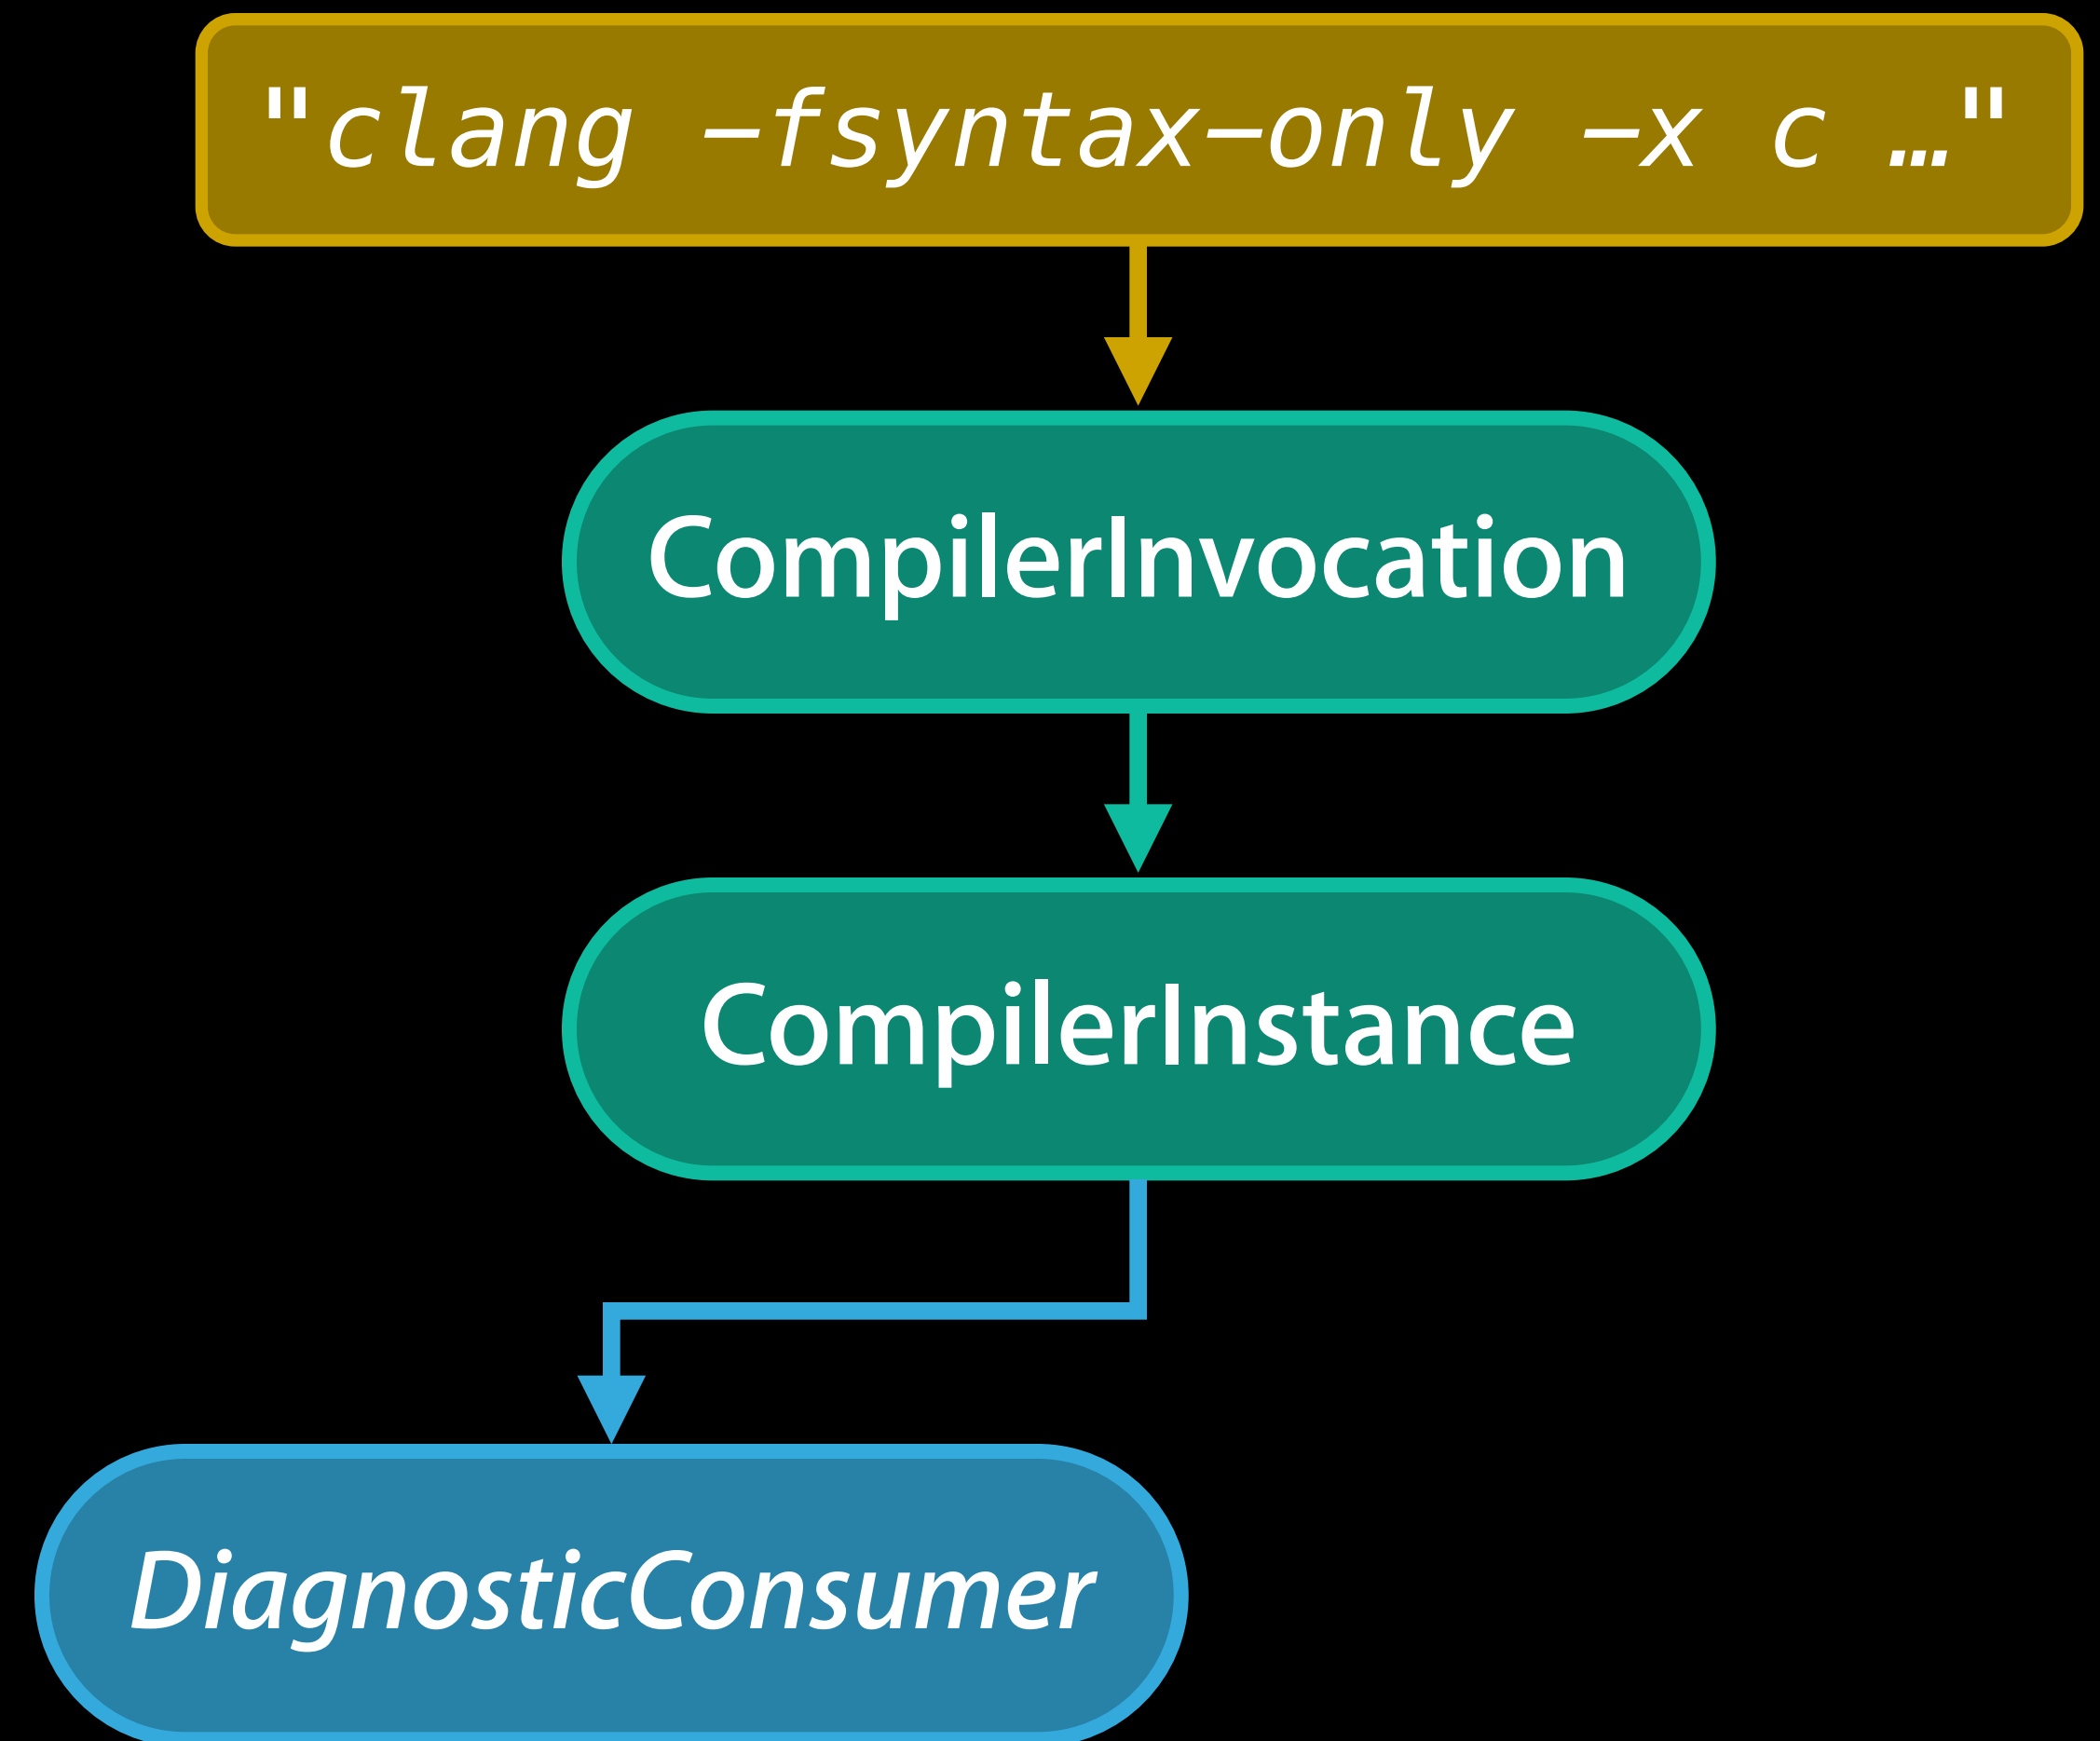 "clang –fsyntax–only –x c …"
CompilerInvocation
CompilerInstance
DiagnosticConsumer